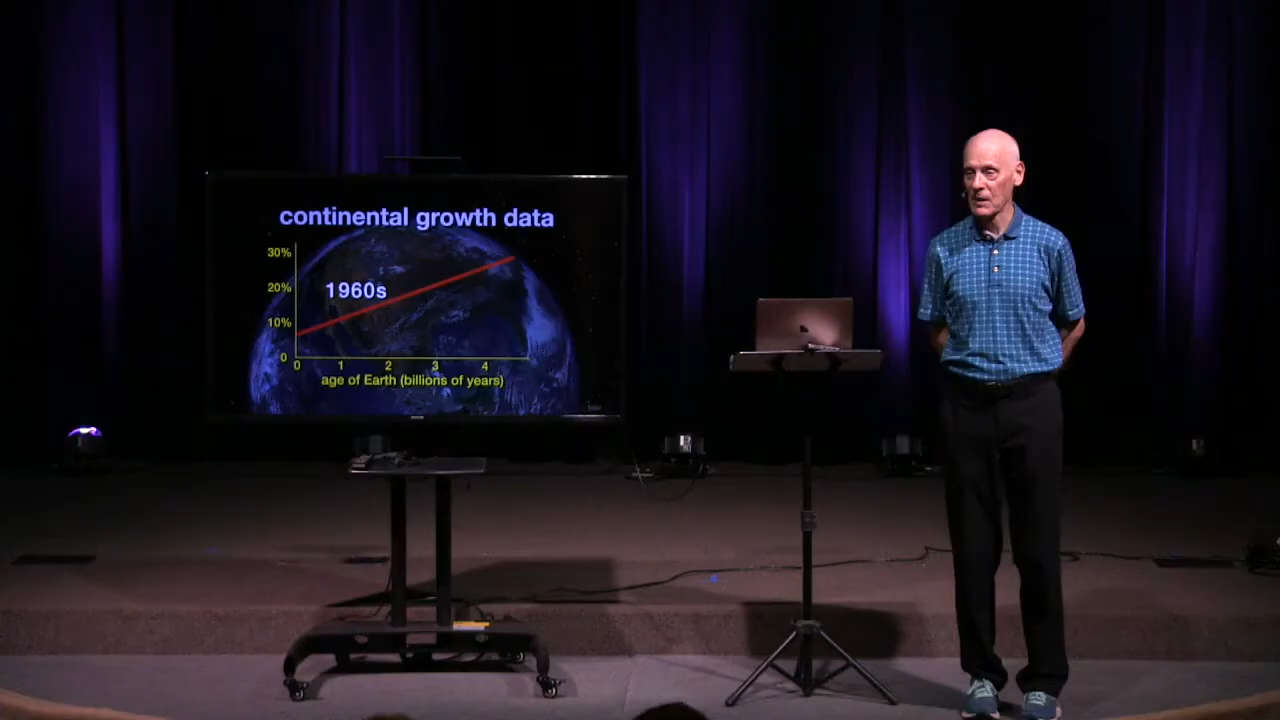 continental growth data
30%
1960s
20%
10%
0
0 1 2 3 4
age of Earth (billions of years)